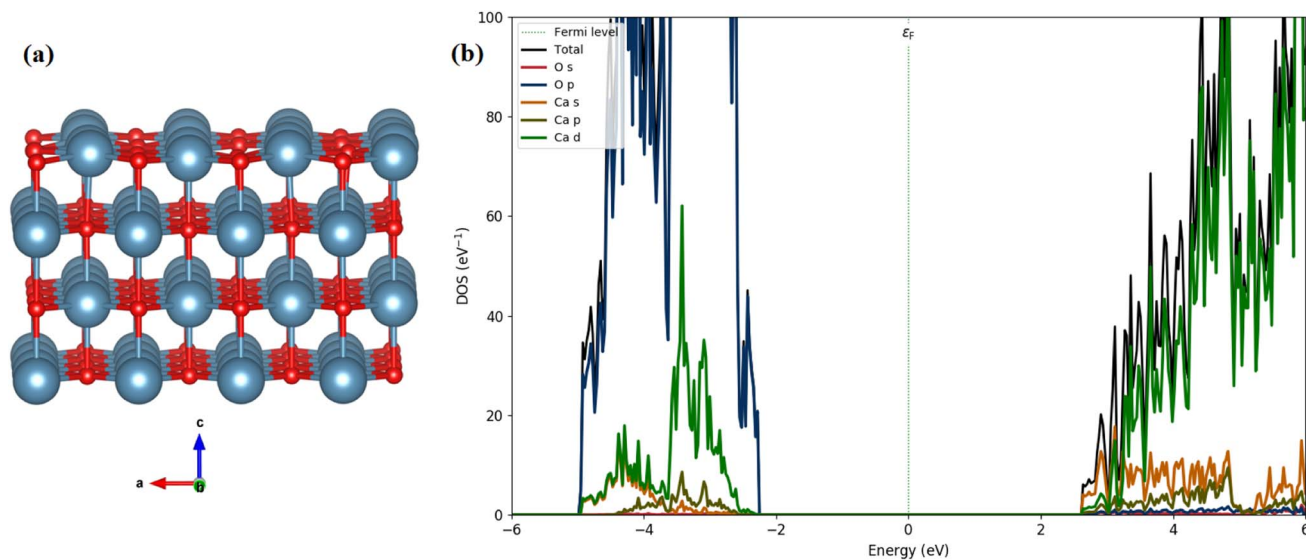 (a)
c
a
b
(b)
100
80
60
40
20
0
DOS (eV⁻¹)
Fermi level
Total
O s
O p
Ca s
Ca p
Ca d
εF
−6
−4
−2
0
2
4
6
Energy (eV)